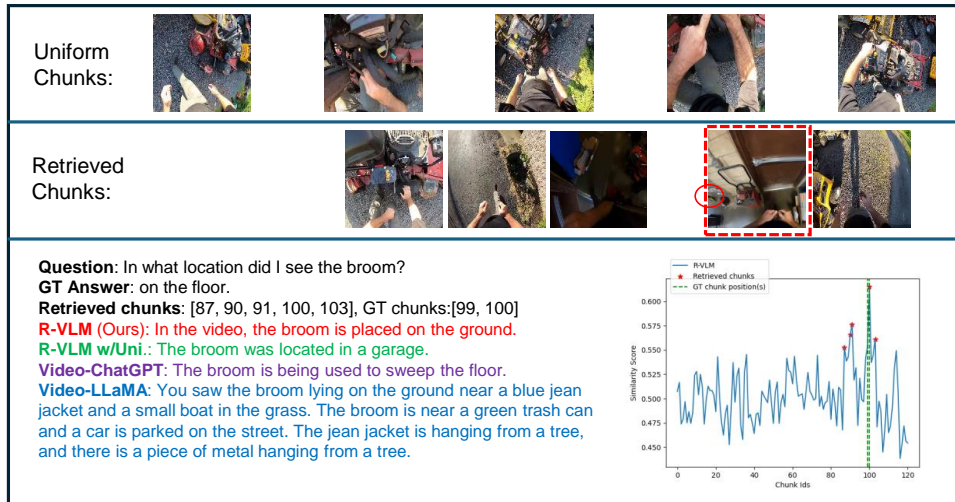 Uniform
Chunks:
Retrieved
Chunks:
Question: In what location did I see the broom?
GT Answer: on the floor.
Retrieved chunks: [87, 90, 91, 100, 103], GT chunks:[99, 100]
R-VLM (Ours): In the video, the broom is placed on the ground.
R-VLM w/Uni.: The broom was located in a garage.
Video-ChatGPT: The broom is being used to sweep the floor.
Video-LLaMA: You saw the broom lying on the ground near a blue jean
jacket and a small boat in the grass. The broom is near a green trash can
and a car is parked on the street. The jean jacket is hanging from a tree,
and there is a piece of metal hanging from a tree.
R-VLM
Retrieved chunks
GT chunk position(s)
Similarity Score
0.600
0.575
0.550
0.525
0.500
0.475
0.450
0 20 40 60 80 100 120
Chunk Ids